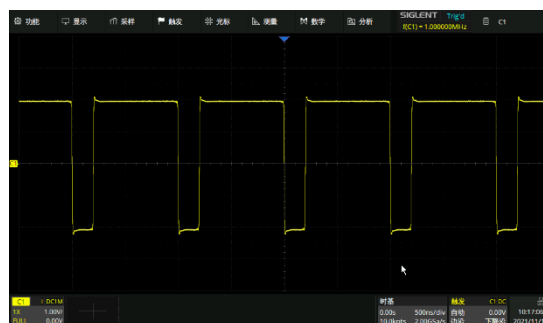 功能 显示 采样 触发 光标 测量 M 数学 分析 SIGLENT Trig'd C1
f(C1) = 1.000000MHz
C1
C1 DC1M 时基 触发 C1 DC
1X 1.00V/ 0.00s 500ns/div 自动 0.00V 10:17:06
FULL 0.00V 10.0kpts 2.00GSa/s 边沿 下降沿